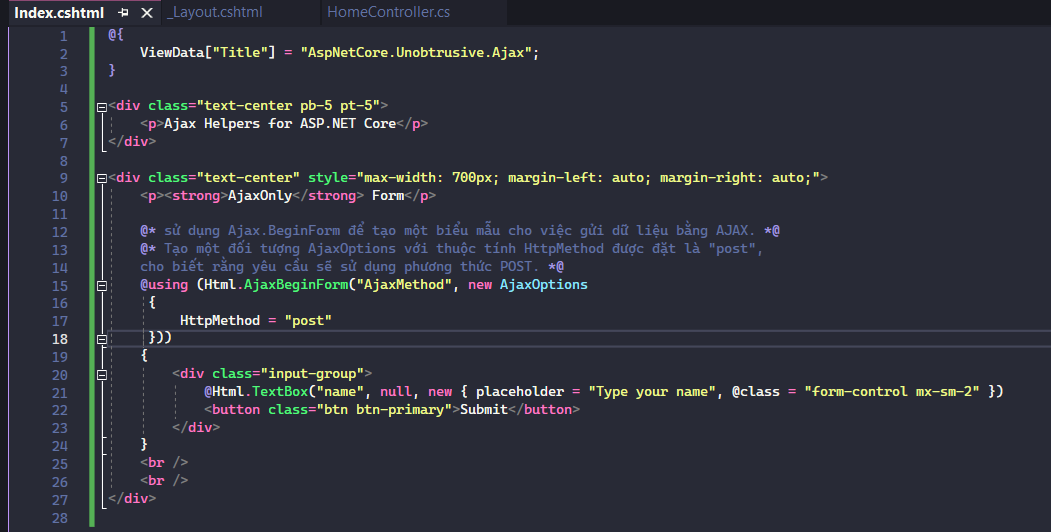 Index.cshtml _Layout.cshtml HomeController.cs
1 @{
2 ViewData["Title"] = "AspNetCore.Unobtrusive.Ajax";
3 }
4
5 <div class="text-center pb-5 pt-5">
6 <p>Ajax Helpers for ASP.NET Core</p>
7 </div>
8
9 <div class="text-center" style="max-width: 700px; margin-left: auto; margin-right: auto;">
10 <p><strong>AjaxOnly</strong> Form</p>
11
12 @* sử dụng Ajax.BeginForm để tạo một biểu mẫu cho việc gửi dữ liệu bằng AJAX. *@
13 @* Tạo một đối tượng AjaxOptions với thuộc tính HttpMethod được đặt là "post",
14 cho biết rằng yêu cầu sẽ sử dụng phương thức POST. *@
15 @using (Html.AjaxBeginForm("AjaxMethod", new AjaxOptions
16 {
17 HttpMethod = "post"
18 }))
19 {
20 <div class="input-group">
21 @Html.TextBox("name", null, new { placeholder = "Type your name", @class = "form-control mx-sm-2" })
22 <button class="btn btn-primary">Submit</button>
23 </div>
24 }
25 <br />
26 <br />
27 </div>
28